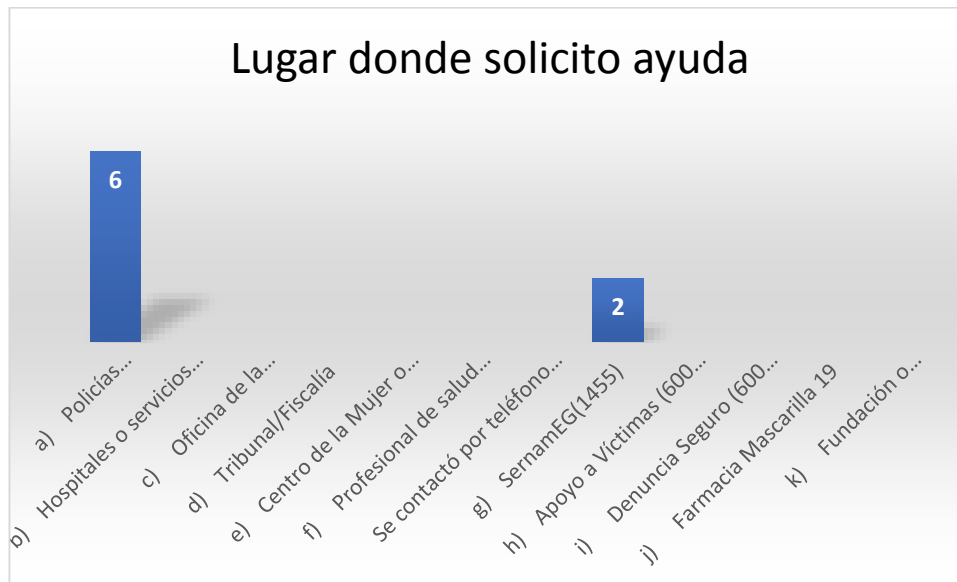 Lugar donde solicito ayuda
6
2
a) Policías...
b) Hospitales o servicios...
c) Oficina de la...
d) Tribunal/Fiscalía
e) Centro de la Mujer o...
f) Profesional de salud...
Se contactó por teléfono...
g) SernamEG(1455)
h) Apoyo a Víctimas (600...
i) Denuncia Seguro (600...
j) Farmacia Mascarilla 19
k) Fundación o...